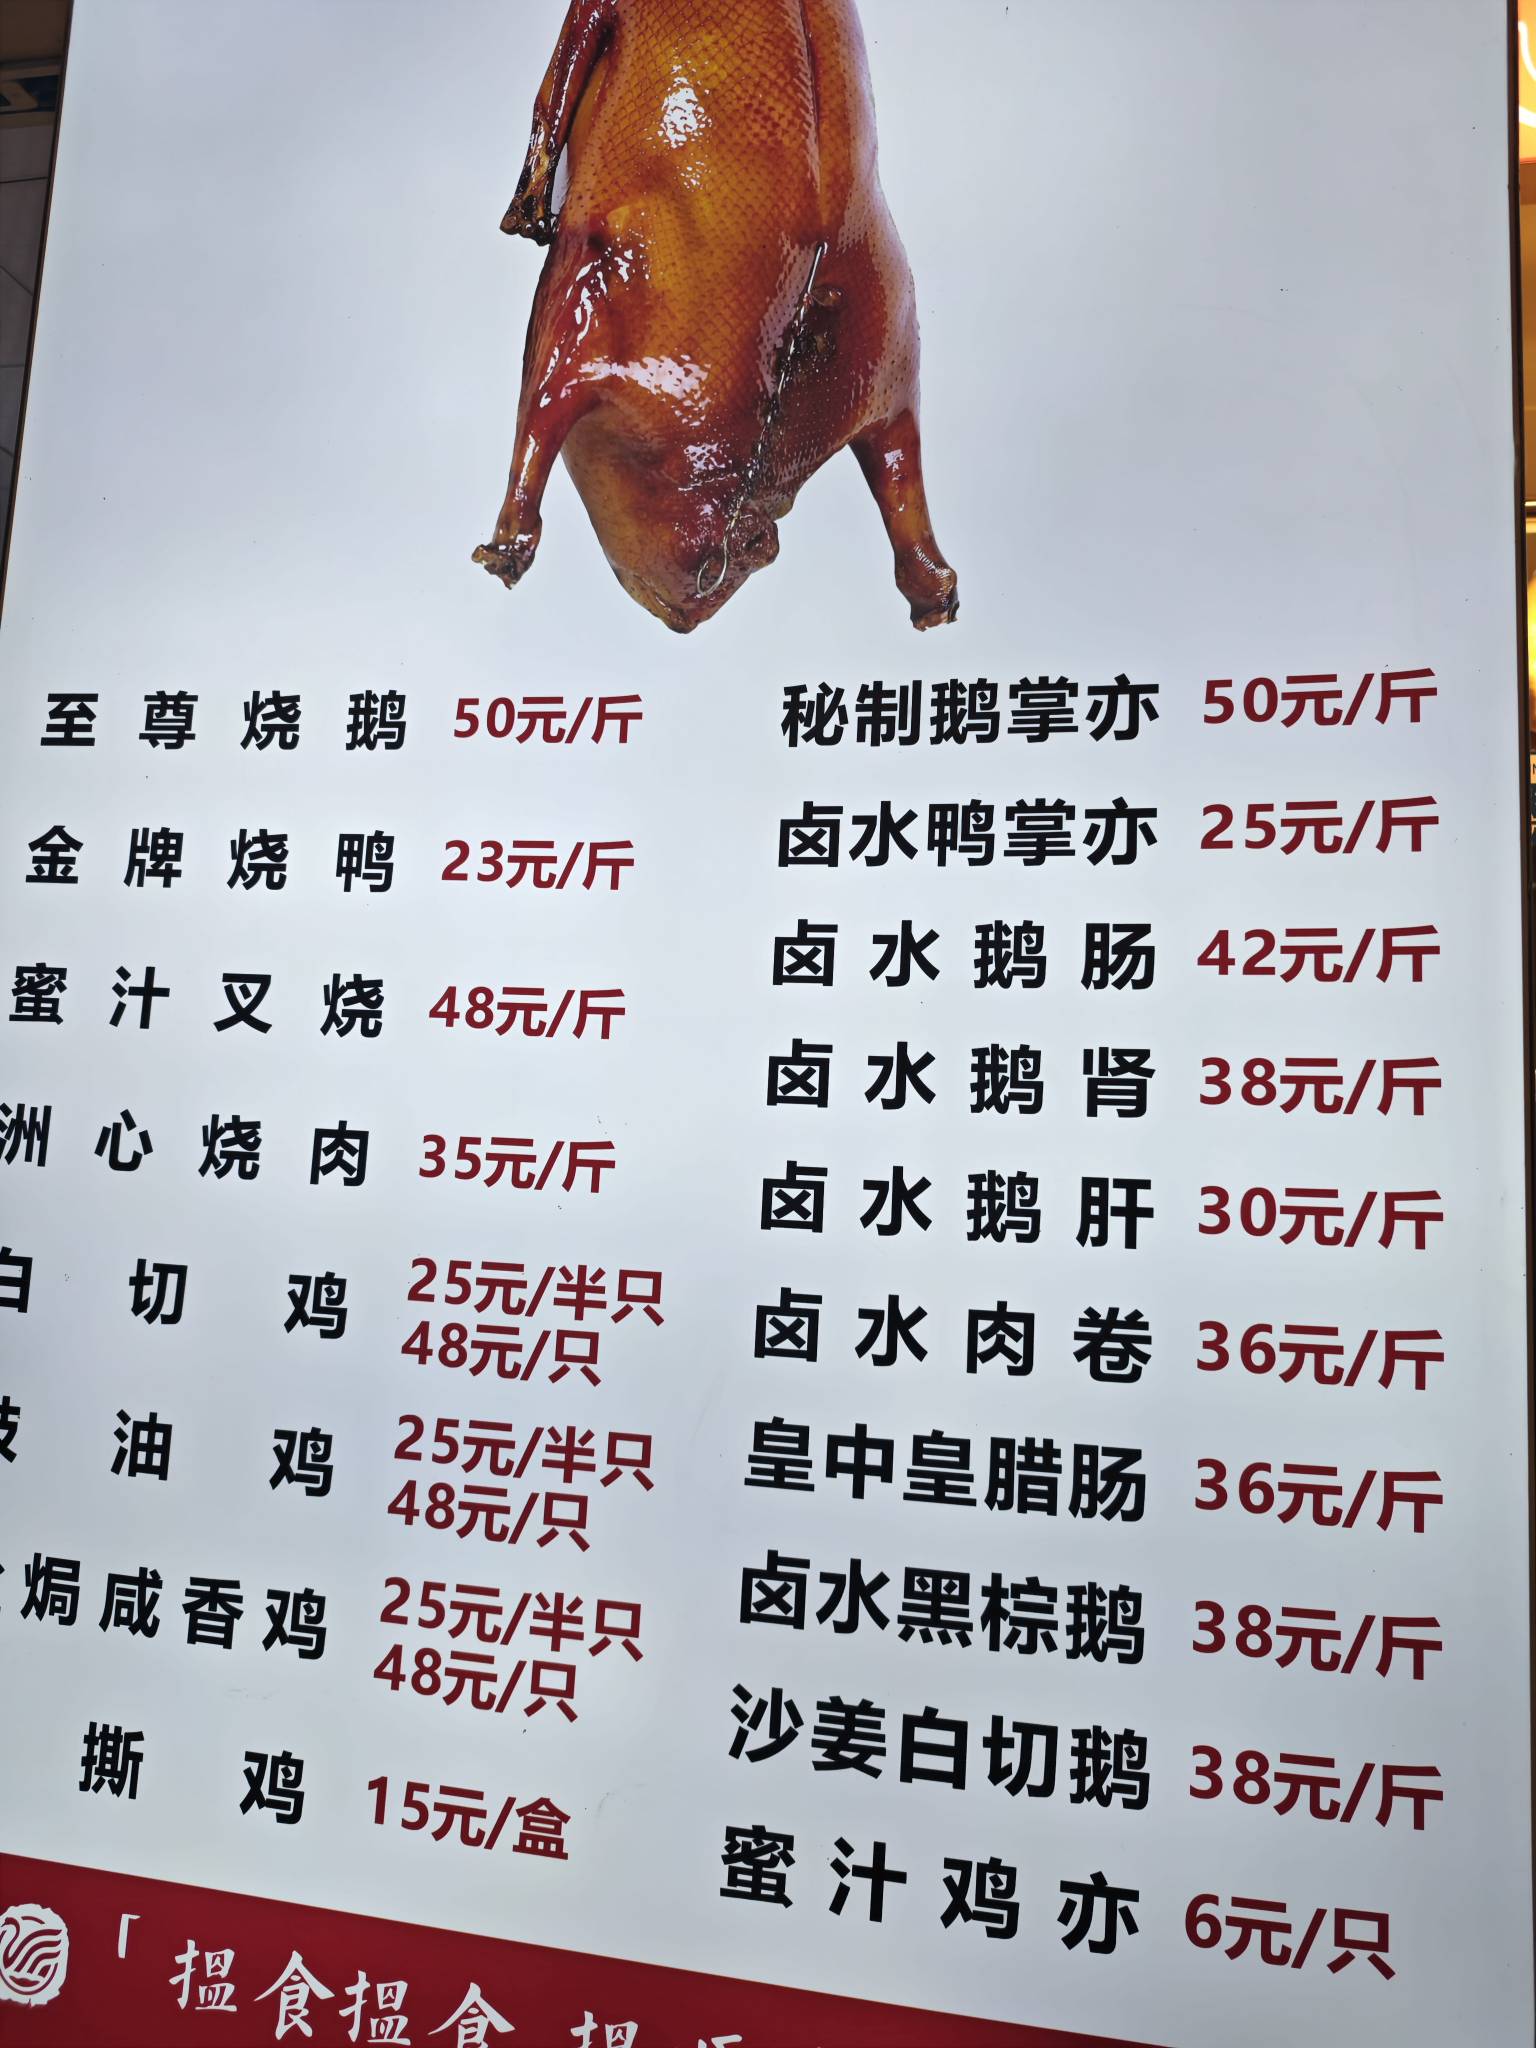 至尊烧鹅 50元/斤
金牌烧鸭 23元/斤
蜜汁叉烧 48元/斤
洲心烧肉 35元/斤
白切鸡 25元/半只
48元/只
油鸡 25元/半只
48元/只
焗咸香鸡 25元/半只
48元/只
撕鸡 15元/盒
秘制鹅掌亦 50元/斤
卤水鸭掌亦 25元/斤
卤水鹅肠 42元/斤
卤水鹅肾 38元/斤
卤水鹅肝 30元/斤
卤水肉卷 36元/斤
皇中皇腊肠 36元/斤
卤水黑棕鹅 38元/斤
沙姜白切鹅 38元/斤
蜜汁鸡亦 6元/只
「揾食揾食